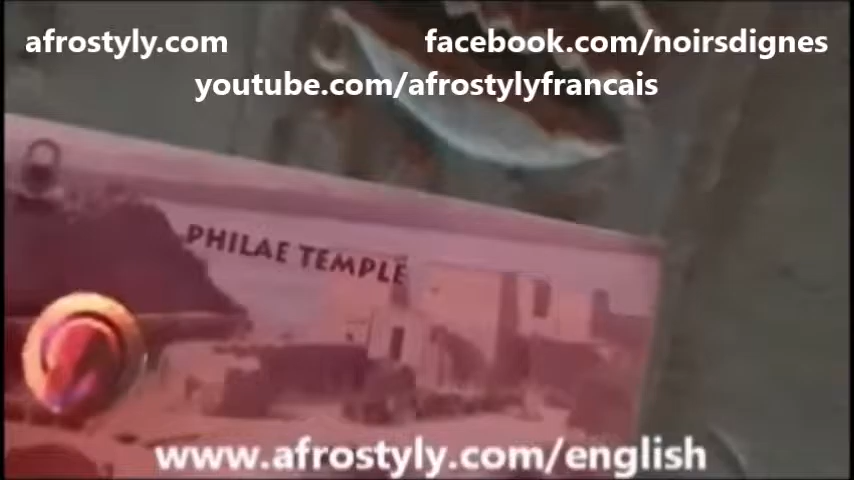 afrostyly.com
facebook.com/noirsdignes
youtube.com/afrostylyfrancais
PHILAE TEMPLE
www.afrostyly.com/english